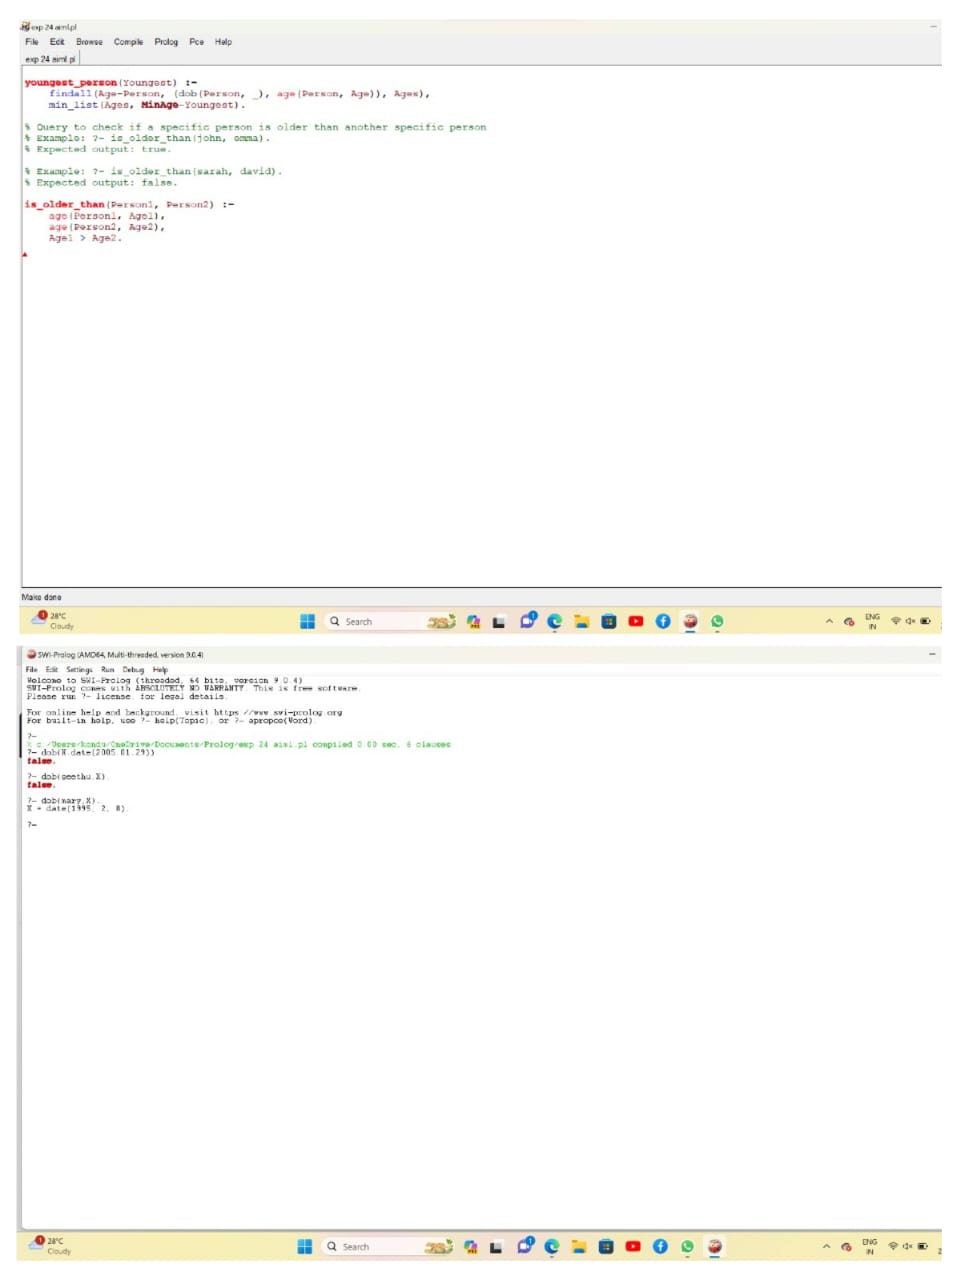 exp 24 aiml.pl
File Edit Browse Compile Prolog Pce Help
exp 24 aiml.pl
youngest_person(Youngest) :-
findall(Age-Person, (dob(Person, _), age(Person, Age)), Ages),
min_list(Ages, MinAge-Youngest).
% Query to check if a specific person is older than another specific person
% Example: ?- is_older_than(john, emma).
% Expected output: true.
% Example: ?- is_older_than(sarah, david).
% Expected output: false.
is_older_than(Person1, Person2) :-
age(Person1, Age1),
age(Person2, Age2),
Age1 > Age2.
Make done
1
28°C
Cloudy
Search
1
ENG
IN
SWI-Prolog (AMD64, Multi-threaded, version 9.0.4)
File Edit Settings Run Debug Help
Welcome to SWI-Prolog (threaded, 64 bits, version 9.0.4)
SWI-Prolog comes with ABSOLUTELY NO WARRANTY. This is free software.
Please run ?- license. for legal details.
For online help and background, visit https://www.swi-prolog.org
For built-in help, use ?- help(Topic). or ?- apropos(Word).
?-
% c:/Users/kondu/OneDrive/Documents/Prolog/exp 24 aiml.pl compiled 0.00 sec, 6 clauses
?- dob(X,date(2005,01,29)).
false.
?- dob(geethu,X).
false.
?- dob(mary,X).
X = date(1995, 2, 8).
?-
1
28°C
Cloudy
Search
1
ENG
IN